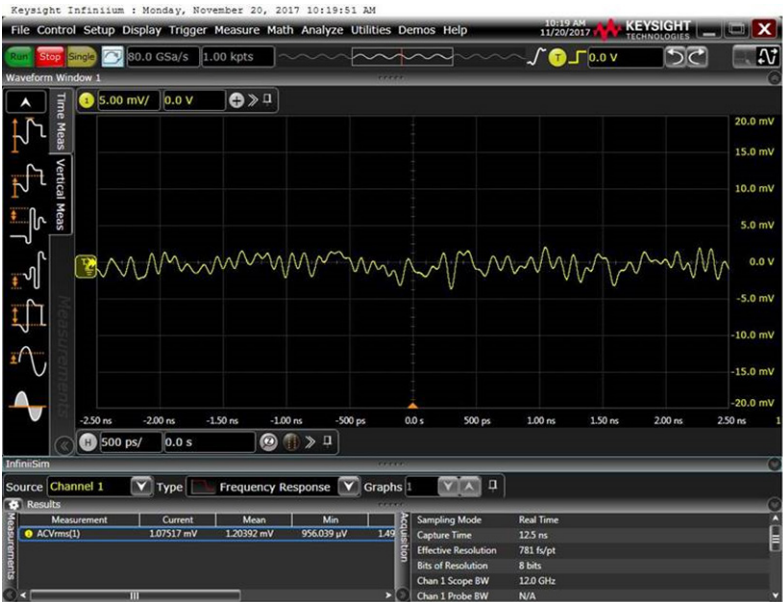 Keysight Infiniium : Monday, November 20, 2017 10:19:51 AM
File Control Setup Display Trigger Measure Math Analyze Utilities Demos Help
10:19 AM
11/20/2017
KEYSIGHT
TECHNOLOGIES
Run Stop Single 80.0 GSa/s 1.00 kpts T 0.0 V
Waveform Window 1
Time Meas
Vertical Meas
Measurements
1 5.00 mV/ 0.0 V
20.0 mV
15.0 mV
10.0 mV
5.0 mV
0.0 V
-5.0 mV
-10.0 mV
-15.0 mV
-20.0 mV
-2.50 ns -2.00 ns -1.50 ns -1.00 ns -500 ps 0.0 s 500 ps 1.00 ns 1.50 ns 2.00 ns 2.50 ns 1
H 500 ps/ 0.0 s
InfiniiSim
Source Channel 1 Type Frequency Response Graphs 1
Results
Measurements
Measurement Current Mean Min
1 ACVrms(1) 1.07517 mV 1.20392 mV 956.039 µV 1.49
Acquisition
Sampling Mode Real Time
Capture Time 12.5 ns
Effective Resolution 781 fs/pt
Bits of Resolution 8 bits
Chan 1 Scope BW 12.0 GHz
Chan 1 Probe BW N/A